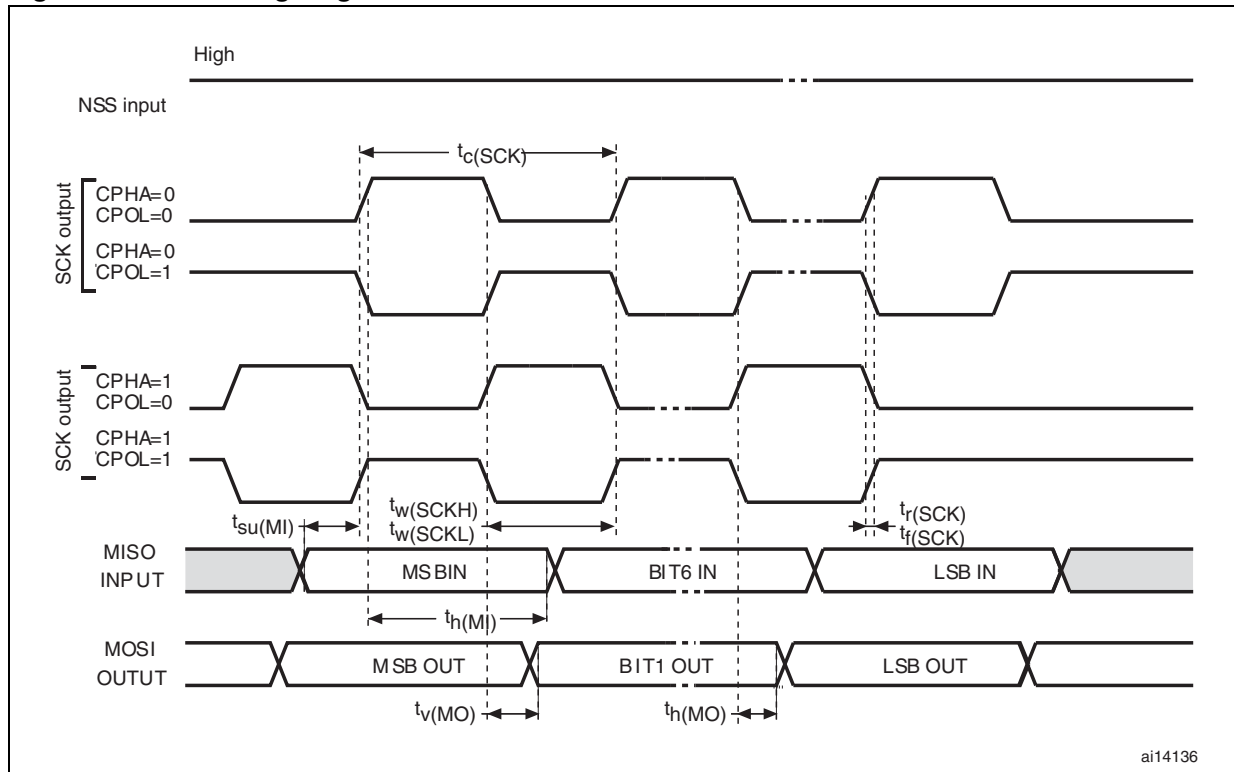 High
NSS input
tc(SCK)
SCK output
CPHA=0
CPOL=0
CPHA=0
CPOL=1
SCK output
CPHA=1
CPOL=0
CPHA=1
CPOL=1
tsu(MI)
tw(SCKH)
tw(SCKL)
tr(SCK)
tf(SCK)
MISO
INPUT
MSBIN
BIT6 IN
LSB IN
th(MI)
MOSI
OUTUT
MSB OUT
BIT1 OUT
LSB OUT
tv(MO)
th(MO)
ai14136